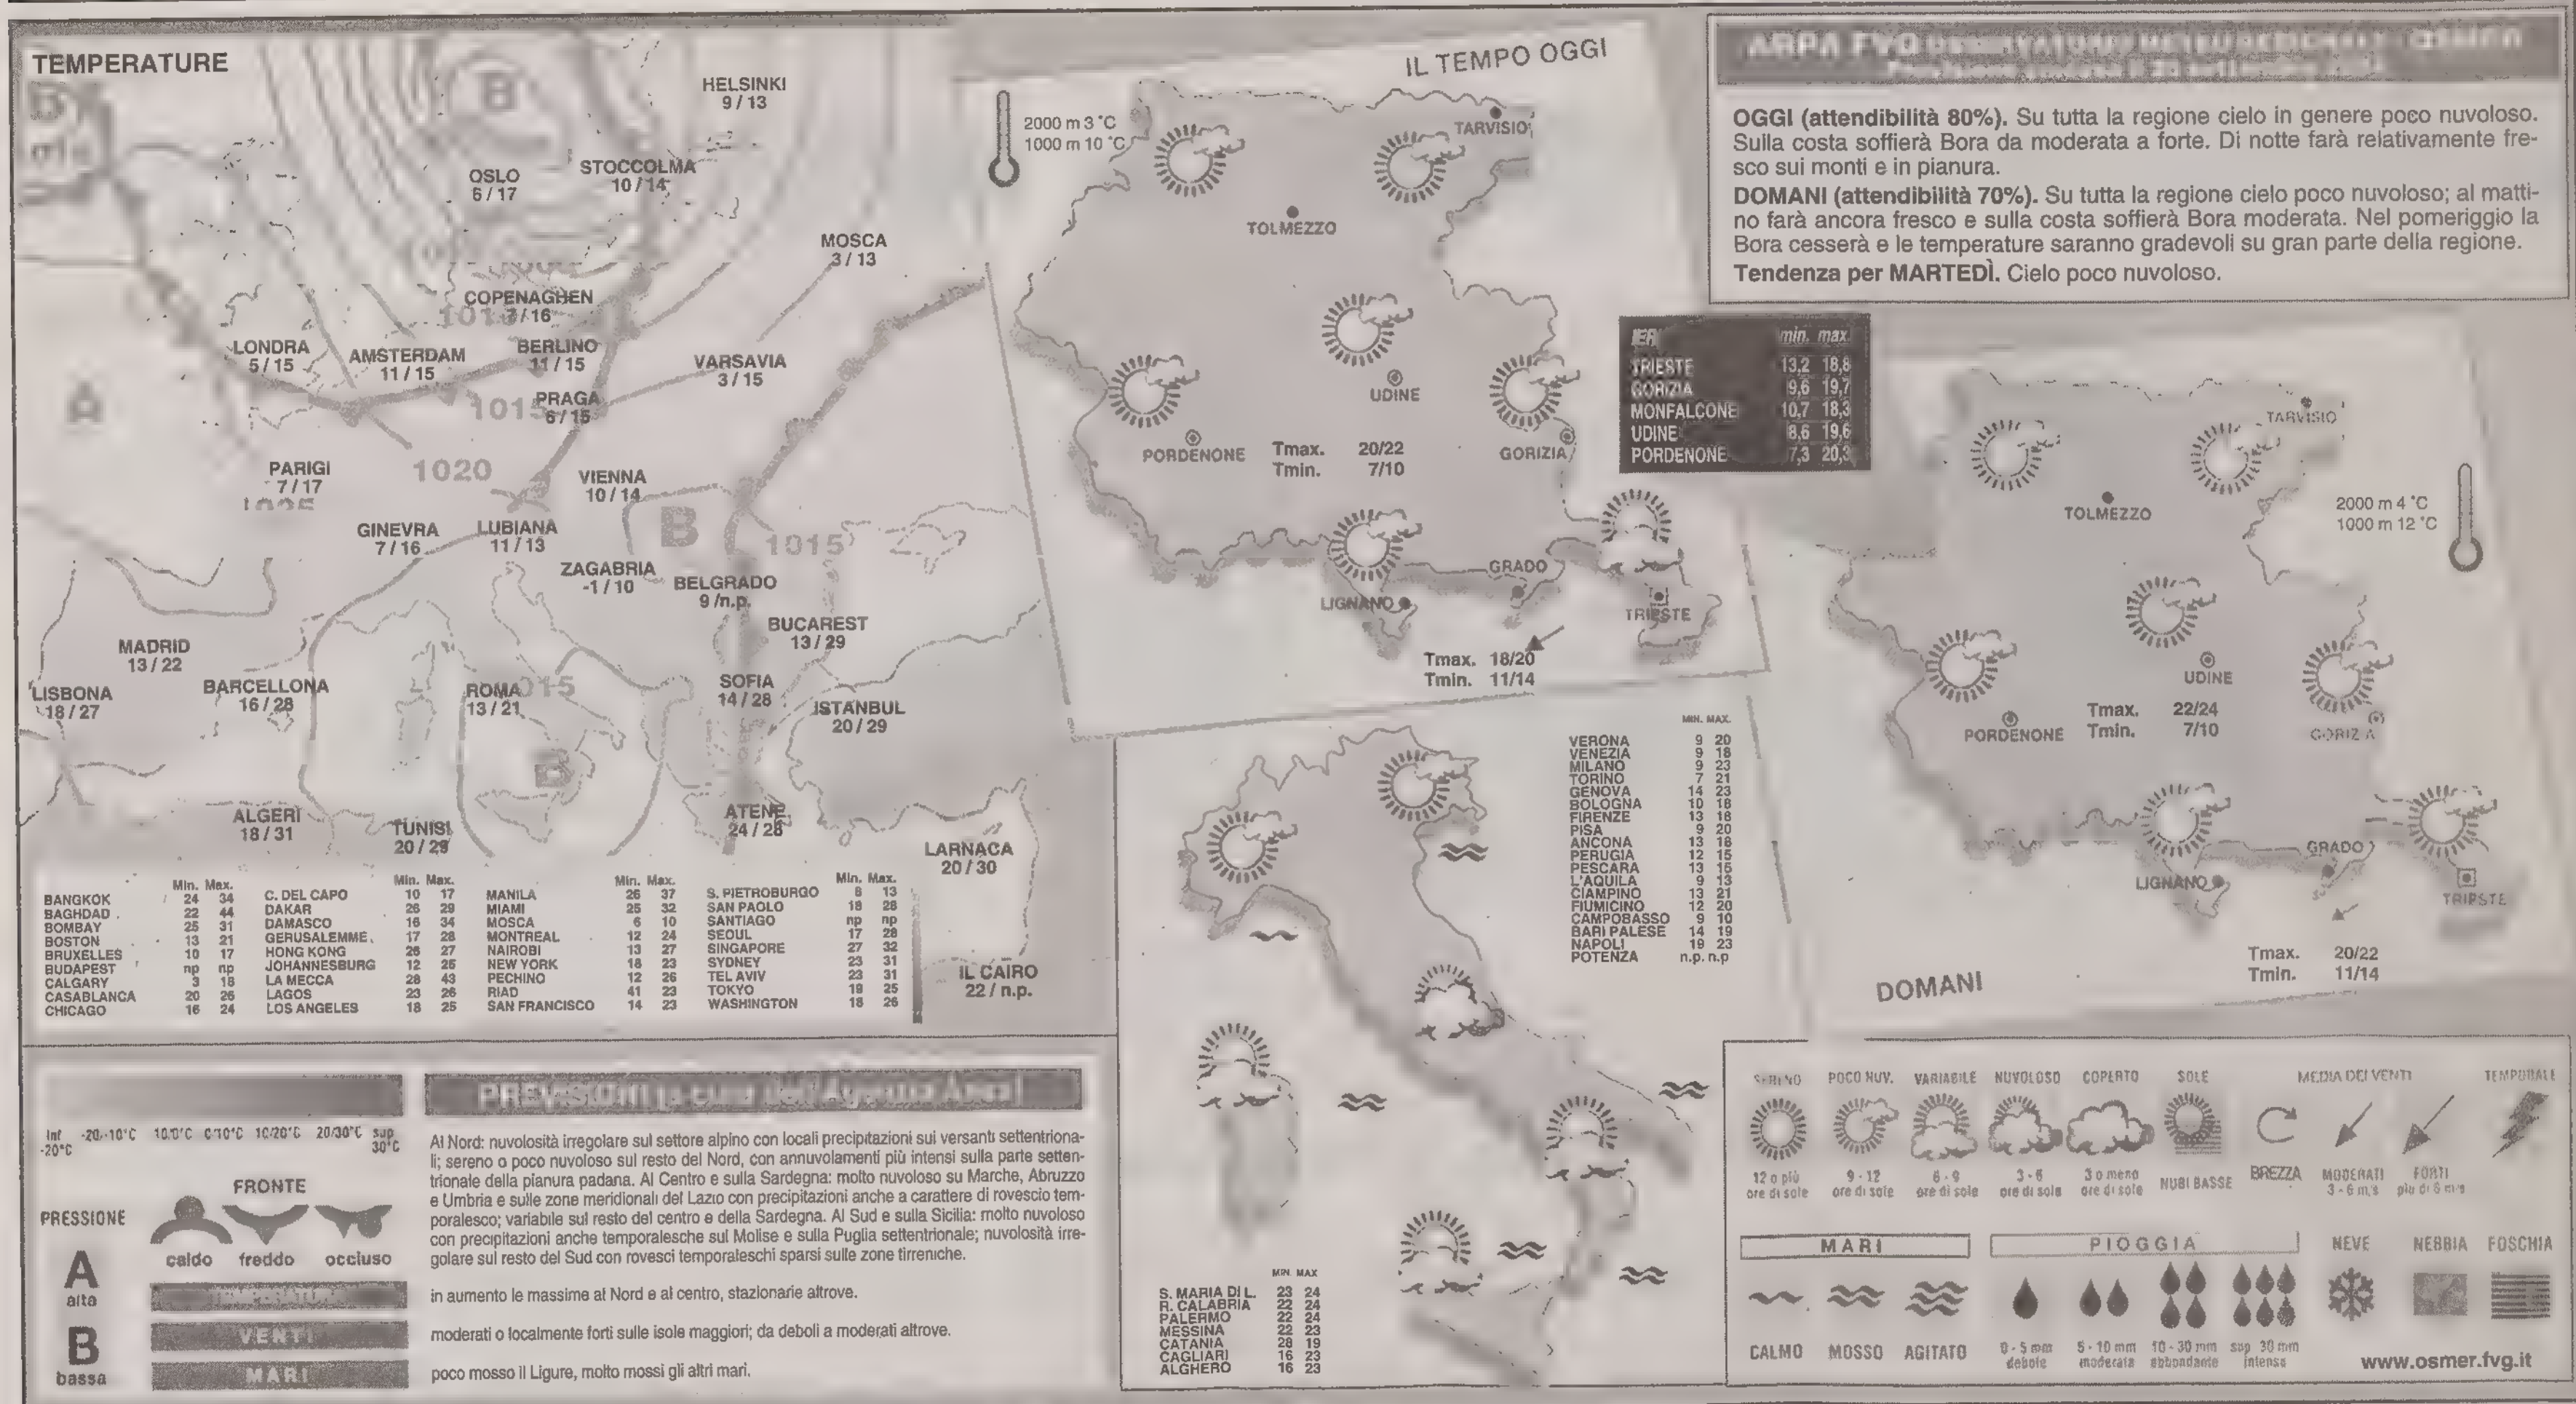 TEMPERATURE
HELSINKI
9 / 13
OSLO
6 / 17
STOCCOLMA
10 / 14
MOSCA
3 / 13
COPENAGHEN
/ 16
LONDRA
5 / 15
AMSTERDAM
11 / 15
BERLINO
11 / 15
VARSAVIA
3 / 15
A
1015
PRAGA
6 / 15
PARIGI
7 / 17
1020
VIENNA
10 / 14
GINEVRA
7 / 16
LUBIANA
11 / 13
B
1015
ZAGABRIA
-1 / 10
BELGRADO
9 /n.p.
BUCAREST
13 / 29
MADRID
13 / 22
LISBONA
18 / 27
BARCELLONA
16 / 28
ROMA
13 / 21
SOFIA
14 / 28
ISTANBUL
20 / 29
B
ALGERI
18 / 31
TUNISI
20 / 29
ATENE
24 / 28
LARNACA
20 / 30
IL CAIRO
22 / n.p.
Min. Max.
BANGKOK 24 34
BAGHDAD 22 44
BOMBAY 25 31
BOSTON 13 21
BRUXELLES 10 17
BUDAPEST np np
CALGARY 3 18
CASABLANCA 20 26
CHICAGO 16 24
Min. Max.
C. DEL CAPO 10 17
DAKAR 26 29
DAMASCO 16 34
GERUSALEMME 17 28
HONG KONG 26 27
JOHANNESBURG 12 25
LA MECCA 28 43
LAGOS 23 26
LOS ANGELES 18 25
Min. Max.
MANILA 26 37
MIAMI 25 32
MOSCA 6 10
MONTREAL 12 24
NAIROBI 13 27
NEW YORK 18 23
PECHINO 12 26
RIAD 41 23
SAN FRANCISCO 14 23
Min. Max.
S. PIETROBURGO 8 13
SAN PAOLO 18 28
SANTIAGO np np
SEOUL 17 28
SINGAPORE 27 32
SYDNEY 23 31
TEL AVIV 23 31
TOKYO 19 25
WASHINGTON 18 26
IL TEMPO OGGI
2000 m 3 °C
1000 m 10 °C
TARVISIO
TOLMEZZO
UDINE
PORDENONE
Tmax. 20/22
Tmin. 7/10
GORIZIA
GRADO
LIGNANO
TRIESTE
Tmax. 18/20
Tmin. 11/14
OGGI (attendibilità 80%). Su tutta la regione cielo in genere poco nuvoloso.
Sulla costa soffierà Bora da moderata a forte. Di notte farà relativamente fre-
sco sui monti e in pianura.
DOMANI (attendibilità 70%). Su tutta la regione cielo poco nuvoloso; al matti-
no farà ancora fresco e sulla costa soffierà Bora moderata. Nel pomeriggio la
Bora cesserà e le temperature saranno gradevoli su gran parte della regione.
Tendenza per MARTEDÌ. Cielo poco nuvoloso.
IERI min. max.
TRIESTE 13,2 18,8
GORIZIA 9,6 19,7
MONFALCONE 10,7 18,3
UDINE 8,6 19,6
PORDENONE 7,3 20,3
TARVISIO
TOLMEZZO
2000 m 4 °C
1000 m 12 °C
UDINE
PORDENONE
Tmax. 22/24
Tmin. 7/10
GORIZIA
GRADO
LIGNANO
TRIESTE
Tmax. 20/22
Tmin. 11/14
DOMANI
MIN. MAX.
VERONA 9 20
VENEZIA 9 18
MILANO 9 23
TORINO 7 21
GENOVA 14 23
BOLOGNA 10 18
FIRENZE 13 16
PISA 9 20
ANCONA 13 18
PERUGIA 12 15
PESCARA 13 15
L'AQUILA 9 13
CIAMPINO 13 21
FIUMICINO 12 20
CAMPOBASSO 9 10
BARI PALESE 14 19
NAPOLI 19 23
POTENZA n.p. n.p
MIN. MAX
S. MARIA DI L. 23 24
R. CALABRIA 22 24
PALERMO 22 24
MESSINA 22 23
CATANIA 28 19
CAGLIARI 16 23
ALGHERO 16 23
Inf -20°C
-20/-10°C
10/20°C
20/30°C
sup 30°C
FRONTE
PRESSIONE
caldo freddo occluso
A
alta
B
bassa
PREVISIONI
Al Nord: nuvolosità irregolare sul settore alpino con locali precipitazioni sui versanti settentriona-
li; sereno o poco nuvoloso sul resto del Nord, con annuvolamenti più intensi sulla parte setten-
trionale della pianura padana. Al Centro e sulla Sardegna: molto nuvoloso su Marche, Abruzzo
e Umbria e sulle zone meridionali del Lazio con precipitazioni anche a carattere di rovescio tem-
poralesco; variabile sul resto del centro e della Sardegna. Al Sud e sulla Sicilia: molto nuvoloso
con precipitazioni anche temporalesche sul Molise e sulla Puglia settentrionale; nuvolosità irre-
golare sul resto del Sud con rovesci temporaleschi sparsi sulle zone tirreniche.
TEMPERATURA
in aumento le massime al Nord e al centro, stazionarie altrove.
VENTI
moderati o localmente forti sulle isole maggiori; da deboli a moderati altrove.
MARI
poco mosso il Ligure, molto mossi gli altri mari.
SERENO POCO NUV. VARIABILE NUVOLOSO COPERTO SOLE MEDIA DEI VENTI TEMPORALE
12 o più ore di sole
9 - 12 ore di sole
6 - 9 ore di sole
3 - 6 ore di sole
3 o meno ore di sole
NUBI BASSE
BREZZA
MODERATI 3 - 6 m/s
FORTI più di 6 m/s
MARI PIOGGIA NEVE NEBBIA FOSCHIA
CALMO MOSSO AGITATO
0 - 5 mm debole
5 - 10 mm moderata
10 - 30 mm abbondante
sup 30 mm intensa
www.osmer.fvg.it